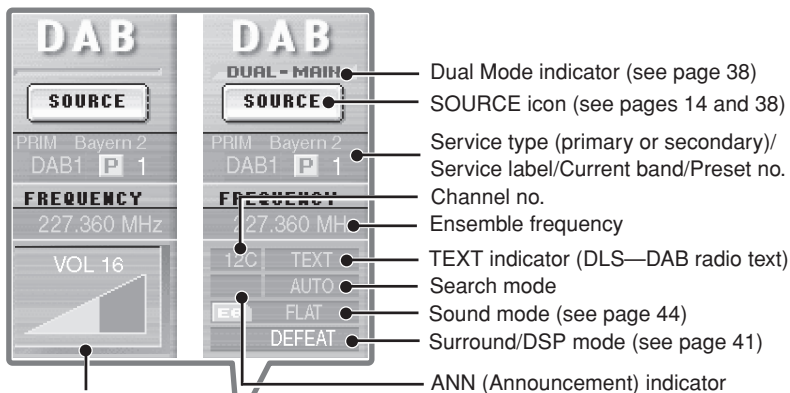 DAB
SOURCE
PRIM Bayern 2
DAB1 P 1
FREQUENCY
227.360 MHz
VOL 16
DAB
DUAL-MAIN
SOURCE
PRIM Bayern 2
DAB1 P 1
FREQUENCY
227.360 MH
12C TEXT
AUTO
FLAT
DEFEAT
Dual Mode indicator (see page 38)
SOURCE icon (see pages 14 and 38)
Service type (primary or secondary)/
Service label/Current band/Preset no.
Channel no.
Ensemble frequency
TEXT indicator (DLS—DAB radio text)
Search mode
Sound mode (see page 44)
Surround/DSP mode (see page 41)
ANN (Announcement) indicator